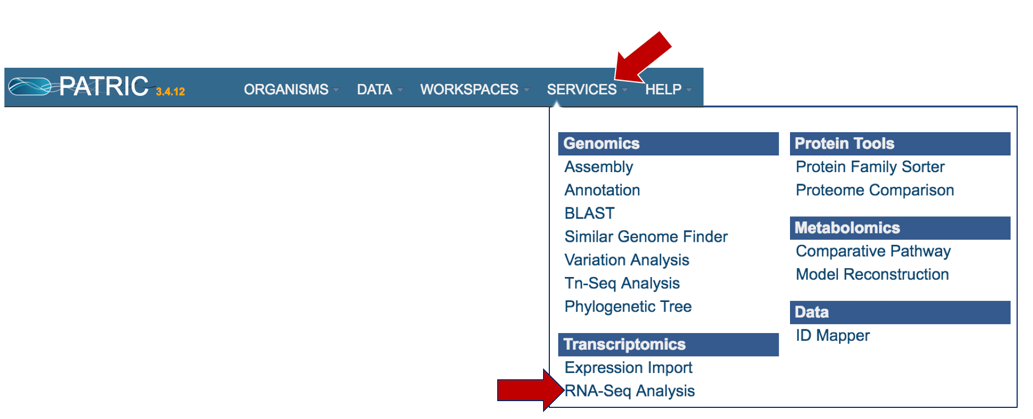 PATRIC 3.4.12 ORGANISMS DATA WORKSPACES SERVICES HELP
Genomics
Assembly
Annotation
BLAST
Similar Genome Finder
Variation Analysis
Tn-Seq Analysis
Phylogenetic Tree
Transcriptomics
Expression Import
RNA-Seq Analysis
Protein Tools
Protein Family Sorter
Proteome Comparison
Metabolomics
Comparative Pathway
Model Reconstruction
Data
ID Mapper